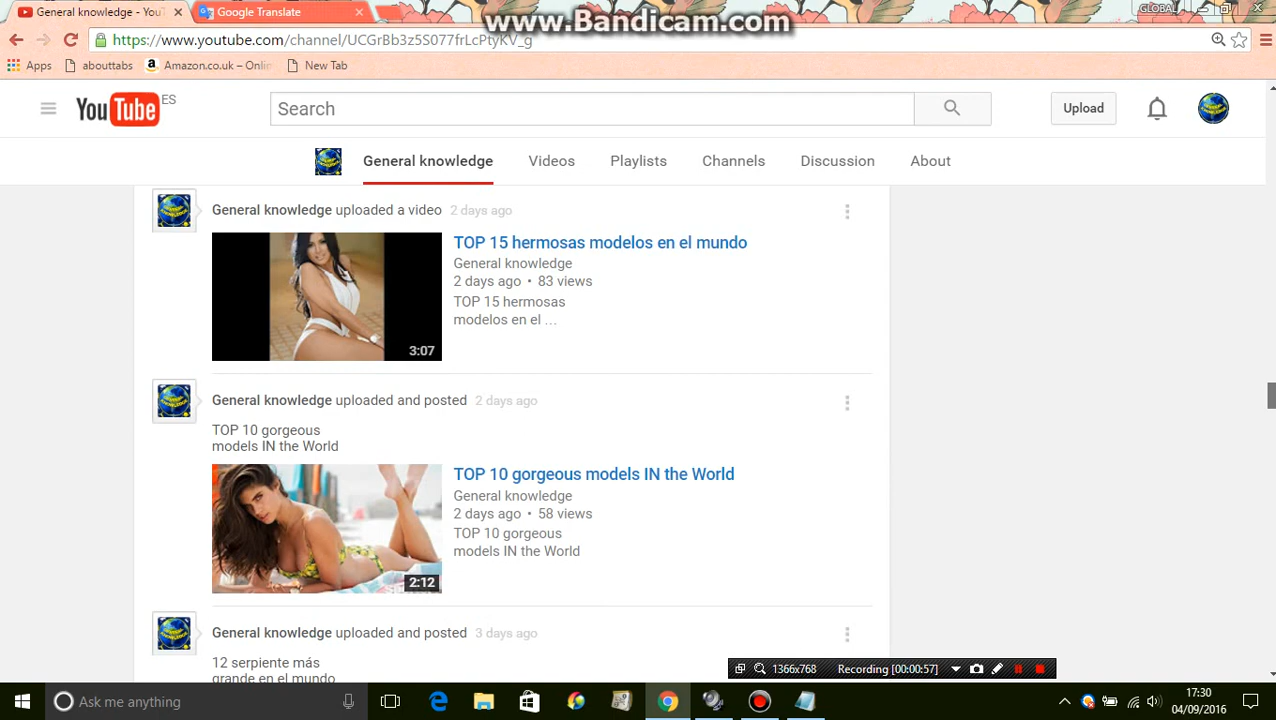 www.Bandicam.com
General knowledge - You
Google Translate
GLOBAL
https://www.youtube.com/channel/UCGrBb3z5S077frLcPtyKV_g
Apps
abouttabs
Amazon.co.uk – Onlin
New Tab
YouTube ES
Search
Upload
General knowledge
Videos
Playlists
Channels
Discussion
About
General knowledge uploaded a video 2 days ago
3:07
TOP 15 hermosas modelos en el mundo
General knowledge
2 days ago • 83 views
TOP 15 hermosas
modelos en el …
General knowledge uploaded and posted 2 days ago
TOP 10 gorgeous
models IN the World
2:12
TOP 10 gorgeous models IN the World
General knowledge
2 days ago • 58 views
TOP 10 gorgeous
models IN the World
General knowledge uploaded and posted 3 days ago
12 serpiente más
grande en el mundo
1366x768
Recording [00:00:57]
Ask me anything
17:30
04/09/2016